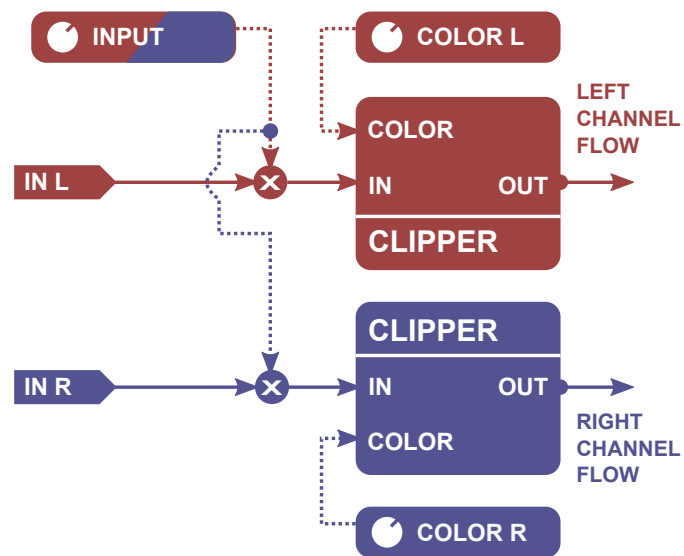 INPUT
COLOR L
LEFT
CHANNEL
FLOW
COLOR
IN L
X
IN
OUT
CLIPPER
CLIPPER
IN R
X
IN
OUT
COLOR
RIGHT
CHANNEL
FLOW
COLOR R